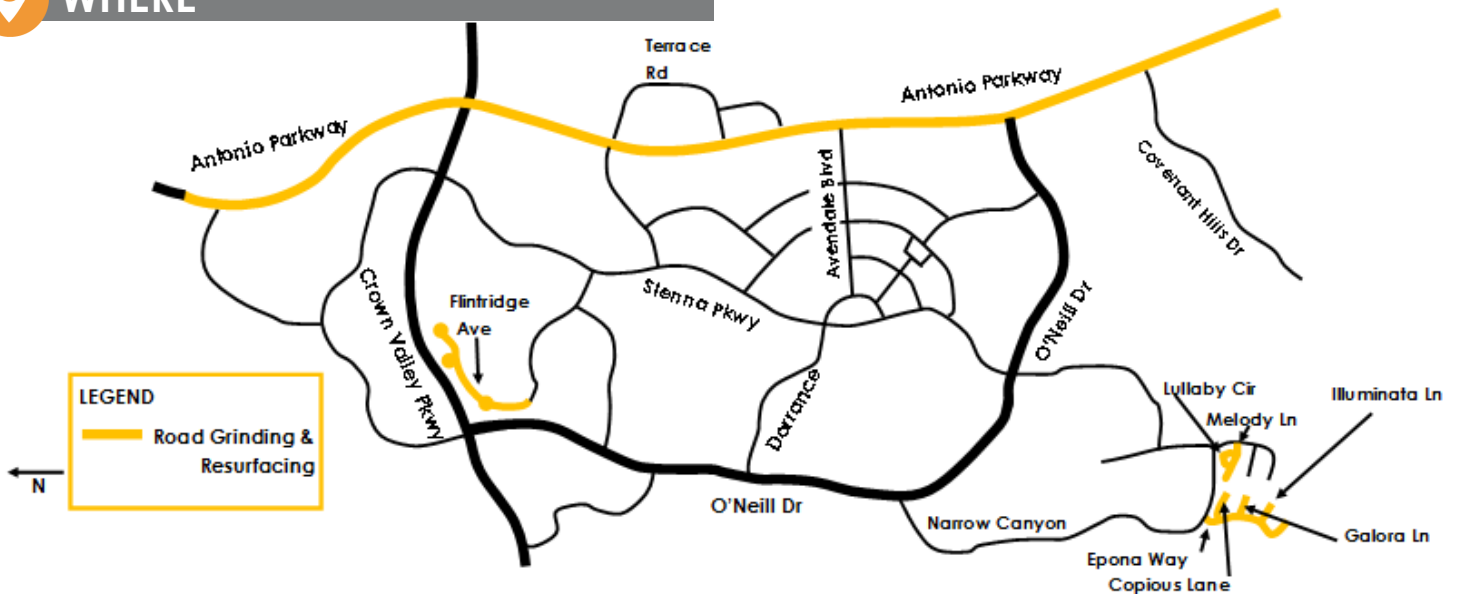 WHERE
Terrace
Rd
Antonio Parkway
Antonio Parkway
Covenant Hills Dr
Avendale Blvd
Crown Valley Pkwy
Flintridge
Ave
Sienna Pkwy
O'Neill Dr
Dorrance
LEGEND
Road Grinding &
Resurfacing
N
Lullaby Cir
Melody Ln
Illuminata Ln
O'Neill Dr
Narrow Canyon
Galora Ln
Epona Way
Copious Lane